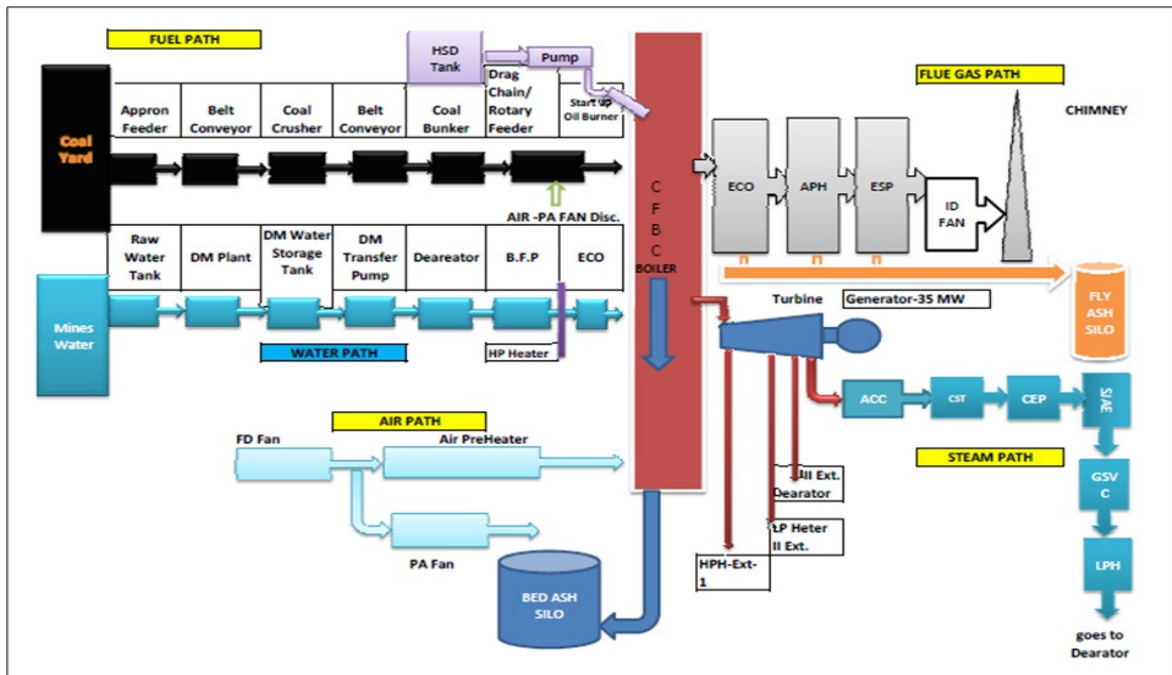 FUEL PATH
HSD
Tank
Pump
FLUE GAS PATH
CHIMNEY
Coal
Yard
Appron
Feeder
Belt
Conveyor
Coal
Crusher
Belt
Conveyor
Coal
Bunker
Drag
Chain/
Rotary
Feeder
Start up
Oil Burner
AIR -PA FAN Disc.
C
F
B
C
BOILER
ECO
APH
ESP
ID
FAN
Mines
Water
Raw
Water
Tank
DM Plant
DM Water
Storage
Tank
DM
Transfer
Pump
Deareator
B.F.P
ECO
WATER PATH
HP Heater
Turbine
Generator-35 MW
FLY
ASH
SILO
ACC
CST
CEP
SJAE
GSV
C
LPH
goes to
Dearator
STEAM PATH
AIR PATH
FD Fan
Air PreHeater
PA Fan
BED ASH
SILO
III Ext.
Dearator
LP Heter
II Ext.
HPH-Ext-
1